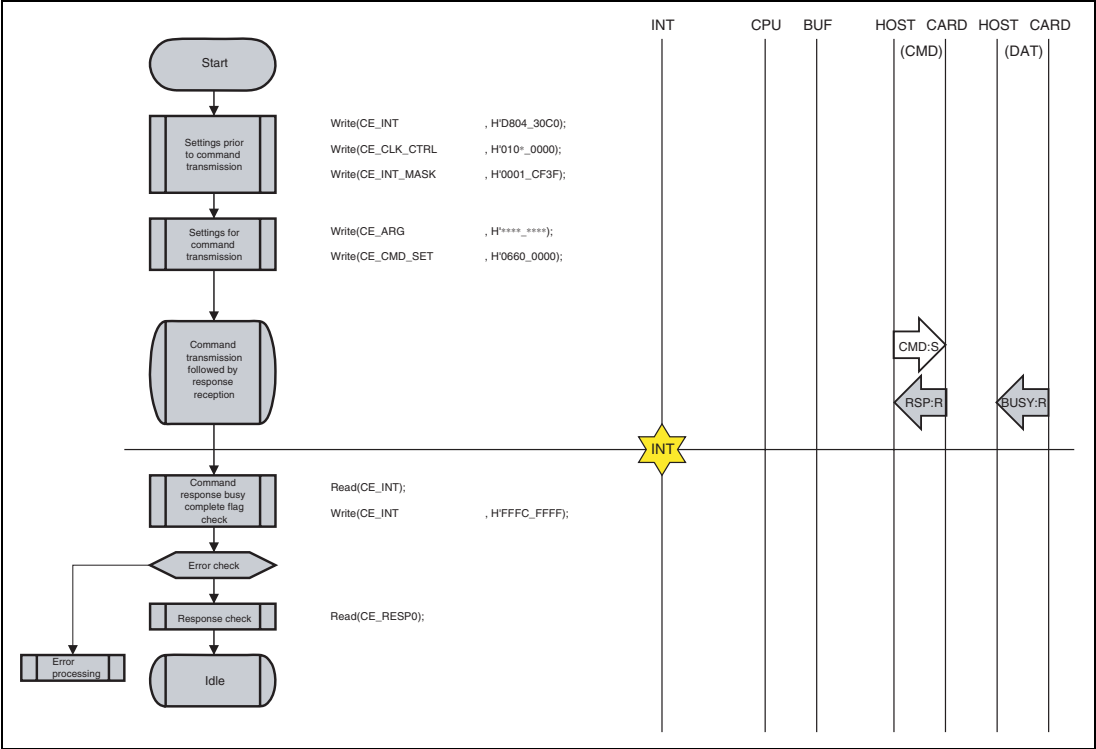 INT CPU BUF HOST CARD HOST CARD
(CMD) (DAT)
Start
Settings prior
to command
transmission
Write(CE_INT , H'D804_30C0);
Write(CE_CLK_CTRL , H'010*_0000);
Write(CE_INT_MASK , H'0001_CF3F);
Settings for
command
transmission
Write(CE_ARG , H'****_****);
Write(CE_CMD_SET , H'0660_0000);
Command
transmission
followed by
response
reception
CMD:S
RSP:R BUSY:R
INT
Command
response busy
complete flag
check
Read(CE_INT);
Write(CE_INT , H'FFFC_FFFF);
Error check
Response check
Read(CE_RESP0);
Error
processing
Idle